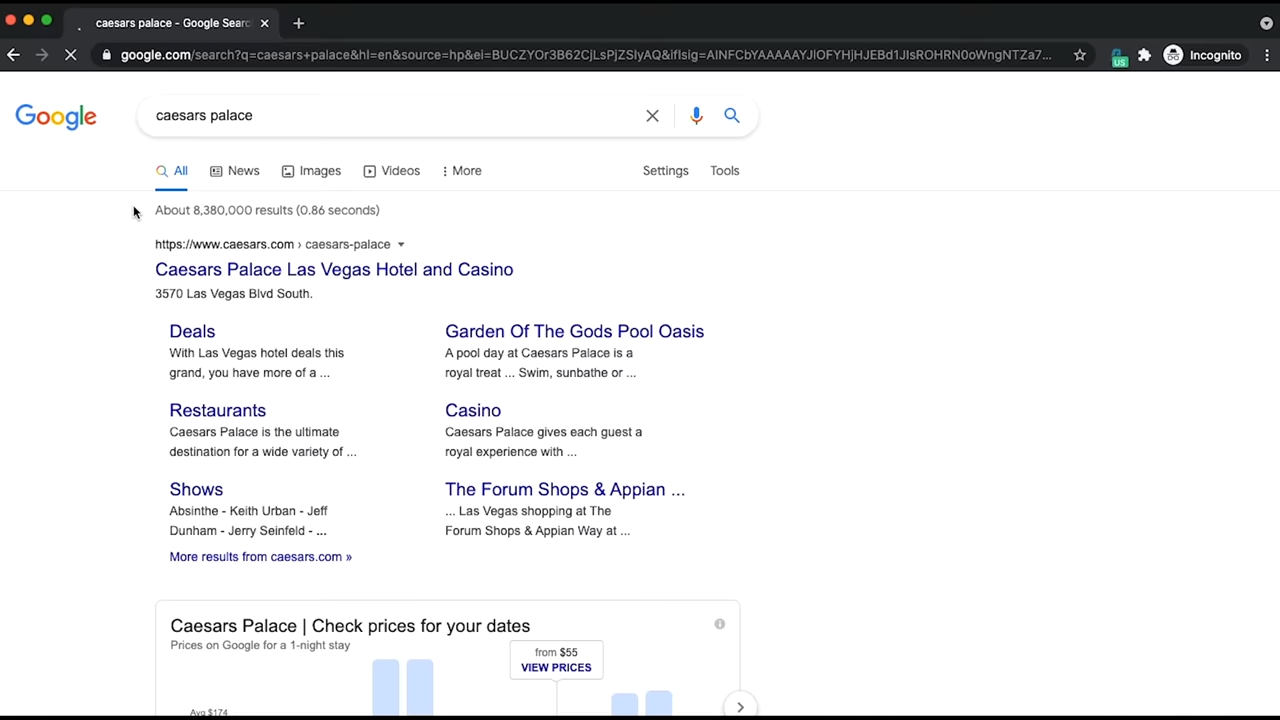 caesars palace - Google Searc
google.com/search?q=caesars+palace&hl=en&source=hp&ei=BUCZYOr3B62CjLsPjZSIyAQ&iflsig=AINFCbYAAAAAYJlOFYHjHJEBd1JIsROHRN0oWngNTZa7...
US
Incognito
Google
caesars palace
All
News
Images
Videos
More
Settings
Tools
About 8,380,000 results (0.86 seconds)
https://www.caesars.com › caesars-palace
Caesars Palace Las Vegas Hotel and Casino
3570 Las Vegas Blvd South.
Deals
With Las Vegas hotel deals this
grand, you have more of a ...
Garden Of The Gods Pool Oasis
A pool day at Caesars Palace is a
royal treat ... Swim, sunbathe or ...
Restaurants
Caesars Palace is the ultimate
destination for a wide variety of ...
Casino
Caesars Palace gives each guest a
royal experience with ...
Shows
Absinthe - Keith Urban - Jeff
Dunham - Jerry Seinfeld - ...
The Forum Shops & Appian ...
... Las Vegas shopping at The
Forum Shops & Appian Way at ...
More results from caesars.com »
Caesars Palace | Check prices for your dates
Prices on Google for a 1-night stay
from $55
VIEW PRICES
Avg $174